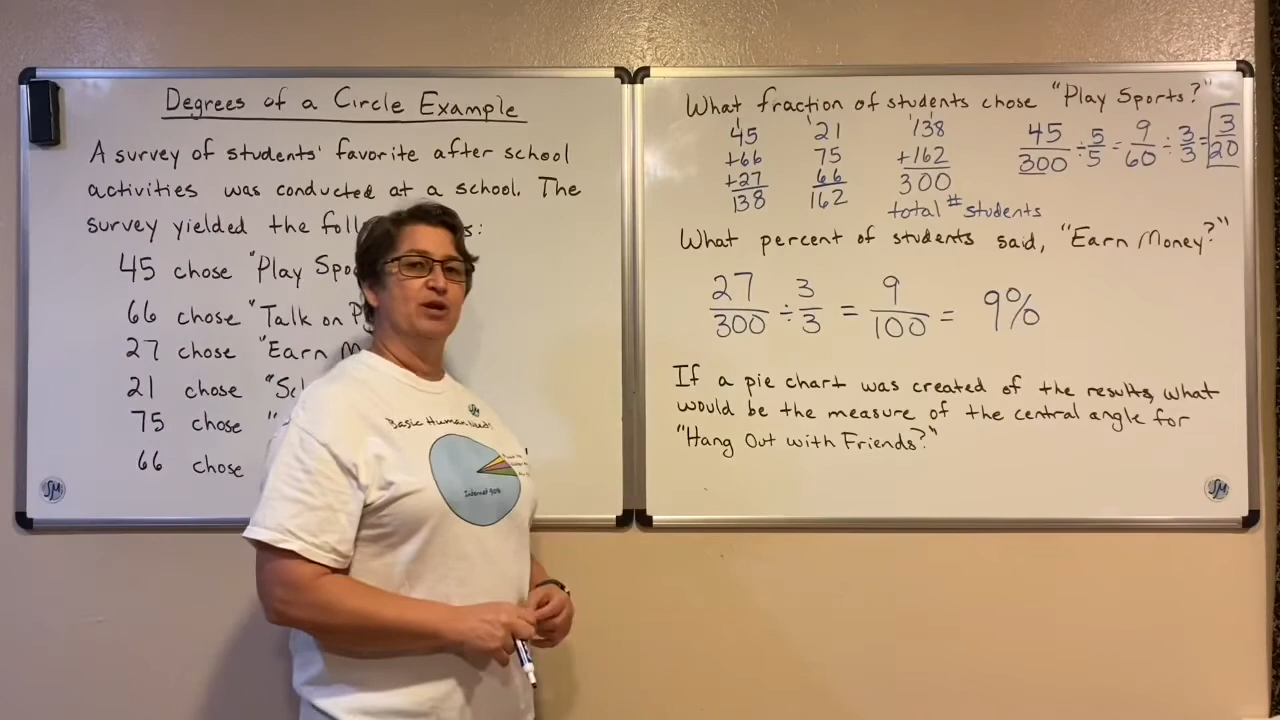 Degrees of a Circle Example
A survey of students' favorite after school
activities was conducted at a school. The
survey yielded the s:
45 chose "Play
66 chose "Talk on
27 chose "Earn
21 chose
75 chose
66 chose
Basic Human Needs
Internet 90%
SM
What fraction of students chose "Play Sports?"
45 +66 +27 138
21 75 66 162
138 +162 300
total # students
45/300 ÷ 5/5 = 9/60 ÷ 3/3 = 3/20
What percent of students said, "Earn Money?"
27/300 ÷ 3/3 = 9/100 = 9%
If a pie chart was created of the results, what
would be the measure of the central angle for
"Hang Out with Friends?"
SM